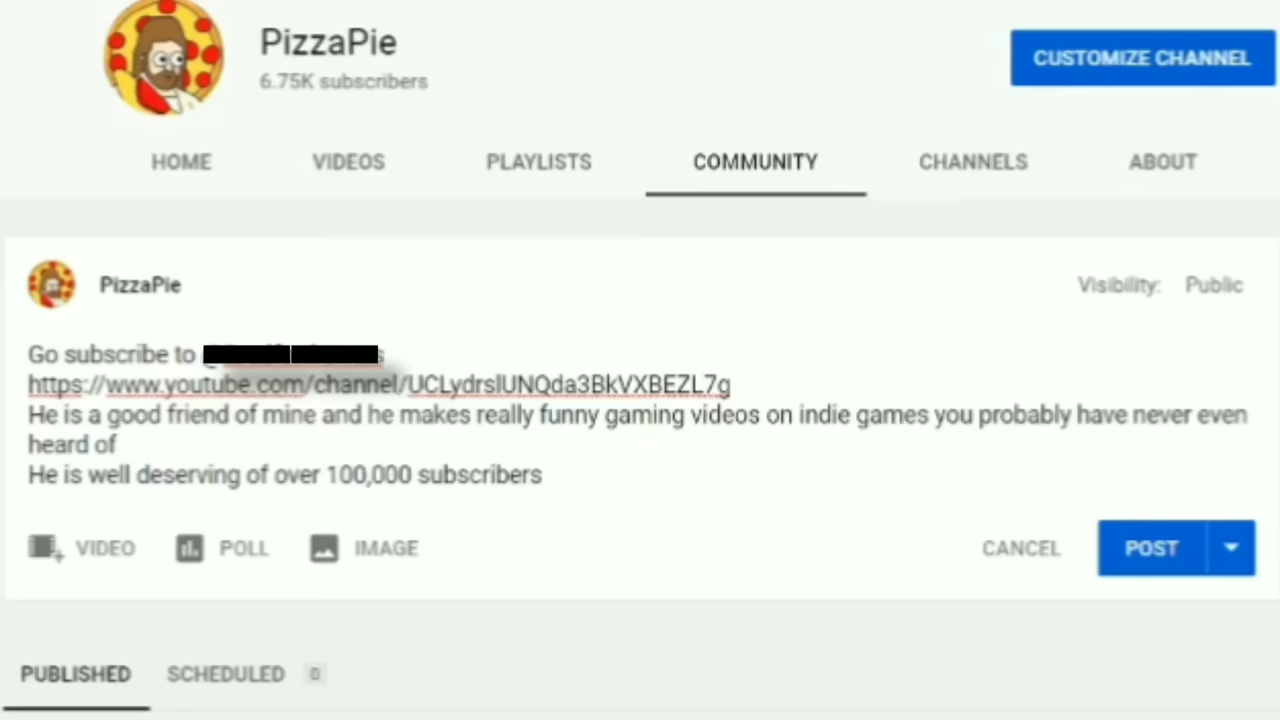 PizzaPie
6.75K subscribers
CUSTOMIZE CHANNEL
HOME VIDEOS PLAYLISTS COMMUNITY CHANNELS ABOUT
PizzaPie
Visibility: Public
Go subscribe to
https://www.youtube.com/channel/UCLydrslUNQda3BkVXBEZL7g
He is a good friend of mine and he makes really funny gaming videos on indie games you probably have never even
heard of
He is well deserving of over 100,000 subscribers
VIDEO POLL IMAGE CANCEL POST
PUBLISHED SCHEDULED 0